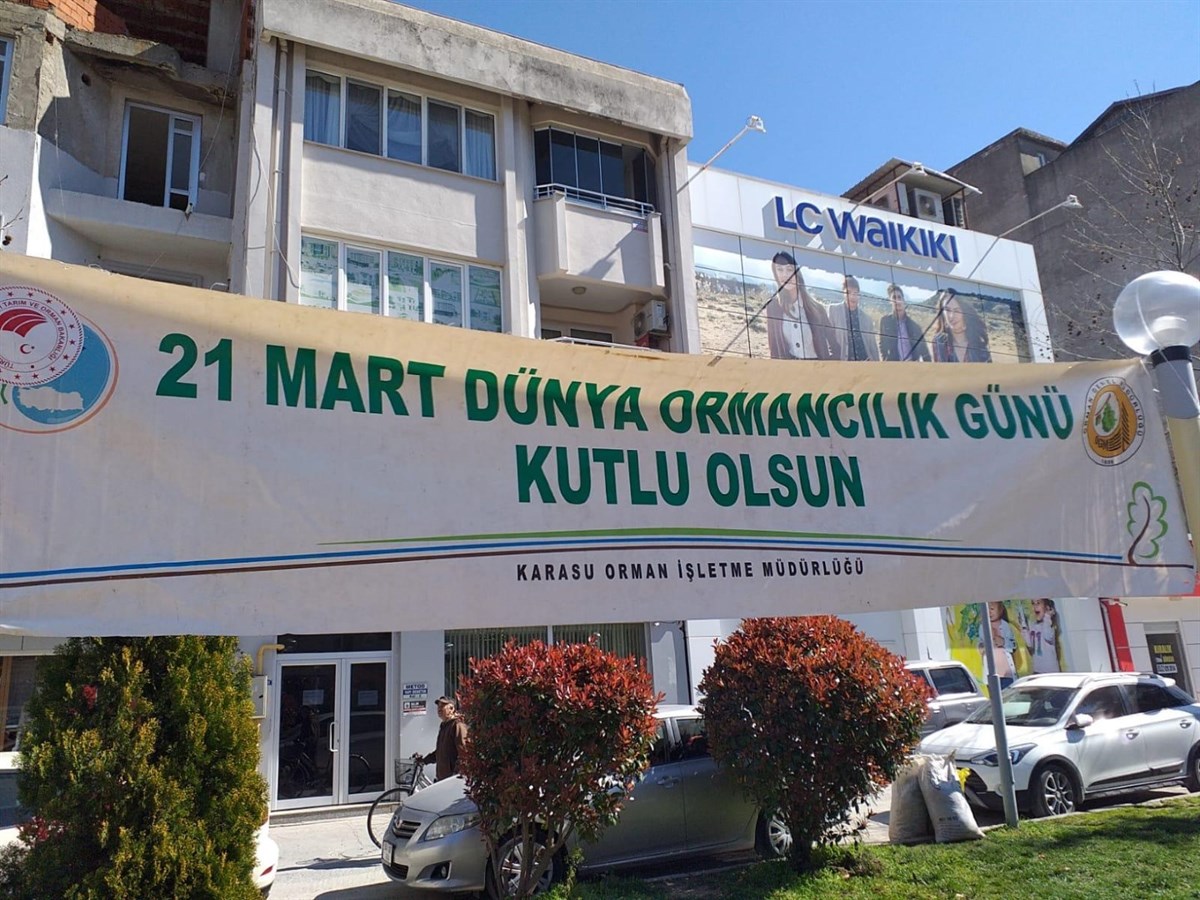 LC WAIKIKI
21 MART DÜNYA ORMANCILIK GÜNÜ
KUTLU OLSUN
KARASU ORMAN İŞLETME MÜDÜRLÜĞÜ